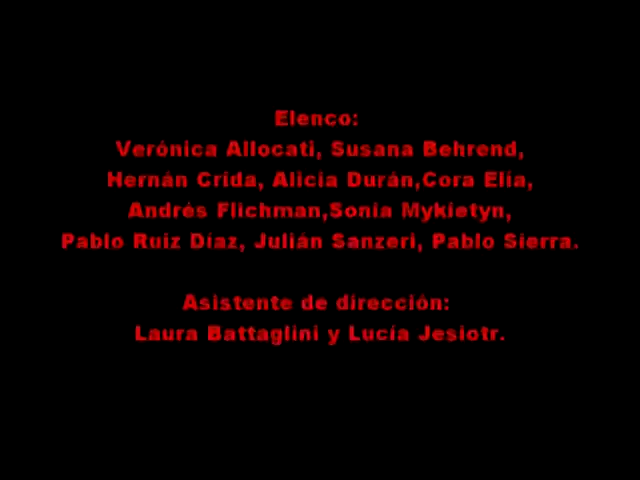 Elenco:
Verónica Allocati, Susana Behrend,
Hernán Crida, Alicia Durán,Cora Elía,
Andrés Flichman,Sonia Mykietyn,
Pablo Ruiz Díaz, Julián Sanzeri, Pablo Sierra.
Asistente de dirección:
Laura Battaglini y Lucía Jesiotr.